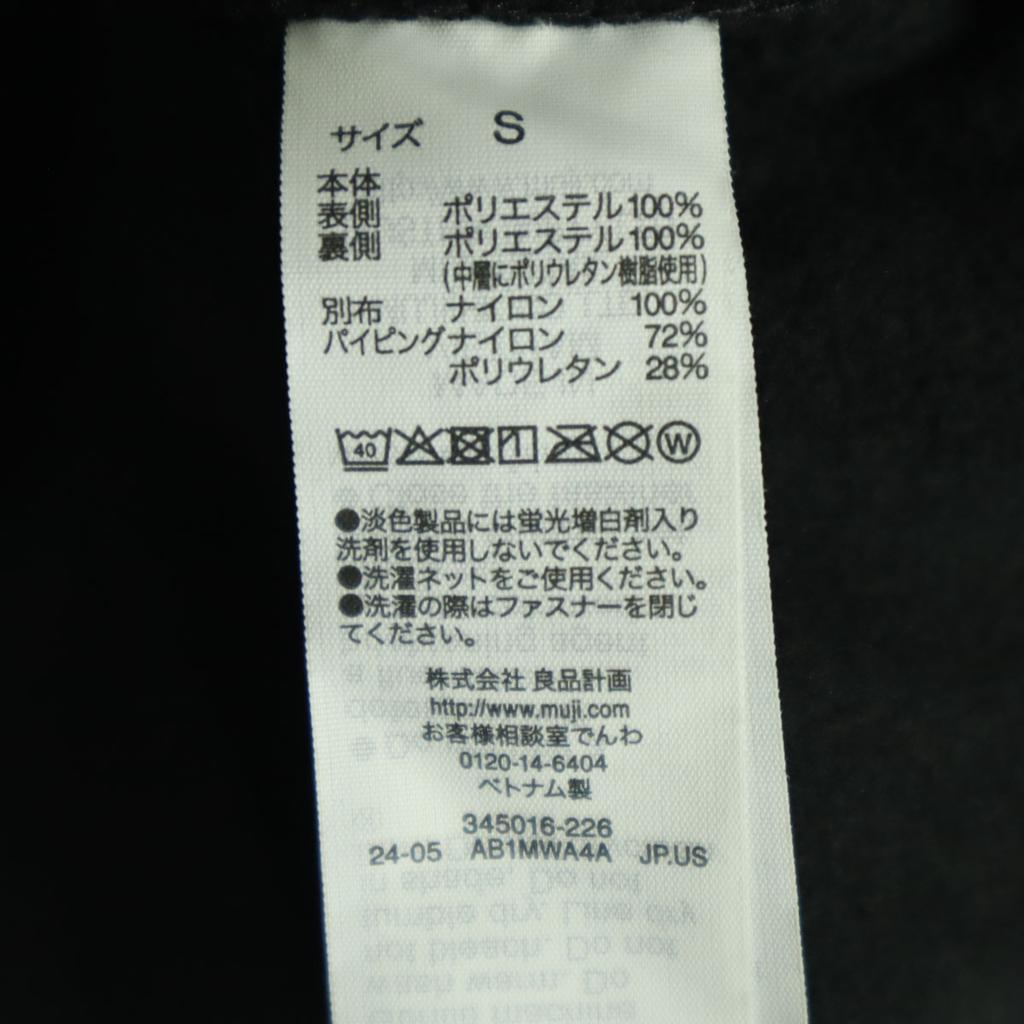 サイズ S
本体
表側 ポリエステル100%
裏側 ポリエステル100%
(中層にポリウレタン樹脂使用)
別布 ナイロン 100%
パイピングナイロン 72%
ポリウレタン 28%
40 W
●淡色製品には蛍光増白剤入り
洗剤を使用しないでください。
●洗濯ネットをご使用ください。
●洗濯の際はファスナーを閉じ
てください。
株式会社 良品計画
http://www.muji.com
お客様相談室でんわ
0120-14-6404
ベトナム製
345016-226
24-05 AB1MWA4A JP.US